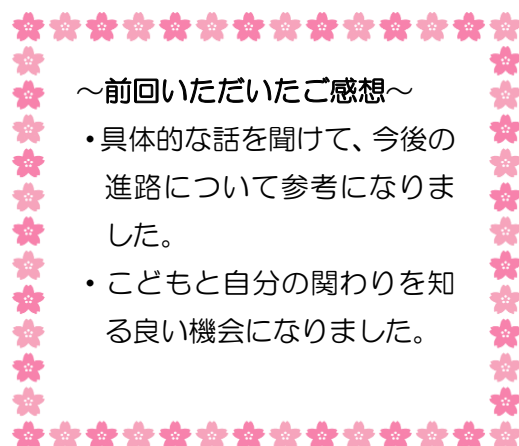 ～前回いただいたご感想～
・具体的な話を聞けて、今後の
進路について参考になりま
した。
・こどもと自分の関わりを知
る良い機会になりました。